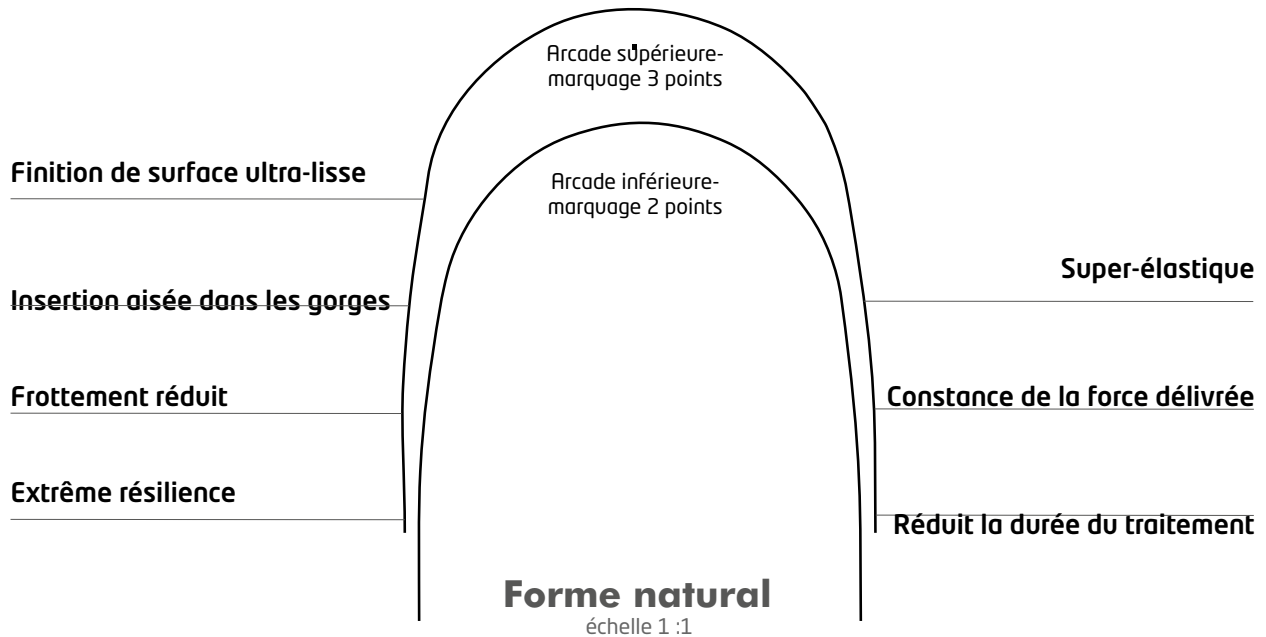 Arcade supérieure-
marquage 3 points
Finition de surface ultra-lisse
Arcade inférieure-
marquage 2 points
Super-élastique
Insertion aisée dans les gorges
Frottement réduit
Constance de la force délivrée
Extrême résilience
Réduit la durée du traitement
Forme natural
échelle 1 :1